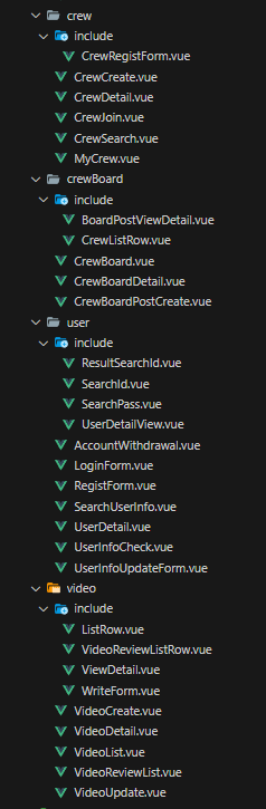 crew
include
CrewRegistForm.vue
CrewCreate.vue
CrewDetail.vue
CrewJoin.vue
CrewSearch.vue
MyCrew.vue
crewBoard
include
BoardPostViewDetail.vue
CrewListRow.vue
CrewBoard.vue
CrewBoardDetail.vue
CrewBoardPostCreate.vue
user
include
ResultSearchId.vue
SearchId.vue
SearchPass.vue
UserDetailView.vue
AccountWithdrawal.vue
LoginForm.vue
RegistForm.vue
SearchUserInfo.vue
UserDetail.vue
UserInfoCheck.vue
UserInfoUpdateForm.vue
video
include
ListRow.vue
VideoReviewListRow.vue
ViewDetail.vue
WriteForm.vue
VideoCreate.vue
VideoDetail.vue
VideoList.vue
VideoReviewList.vue
VideoUpdate.vue